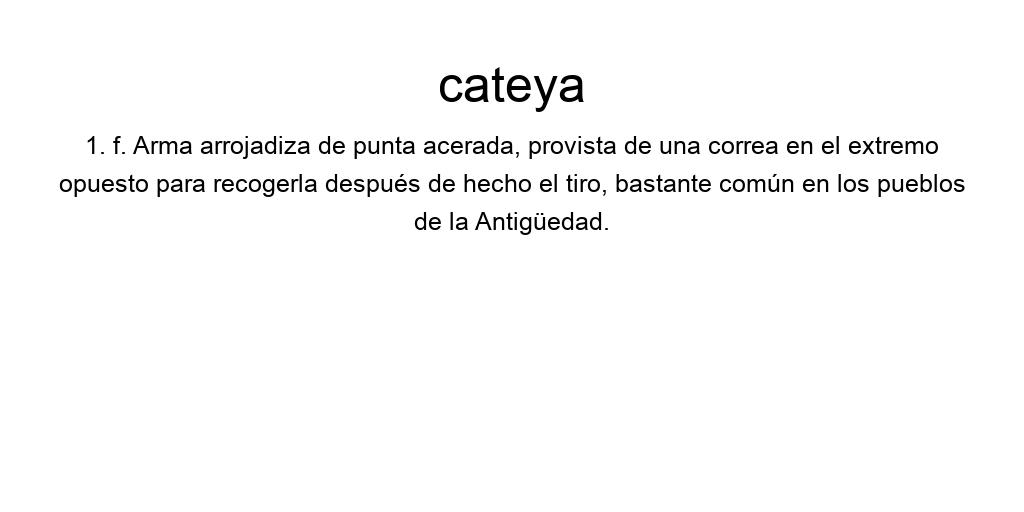 cateya
1. f. Arma arrojadiza de punta acerada, provista de una correa en el extremo
opuesto para recogerla después de hecho el tiro, bastante común en los pueblos
de la Antigüedad.